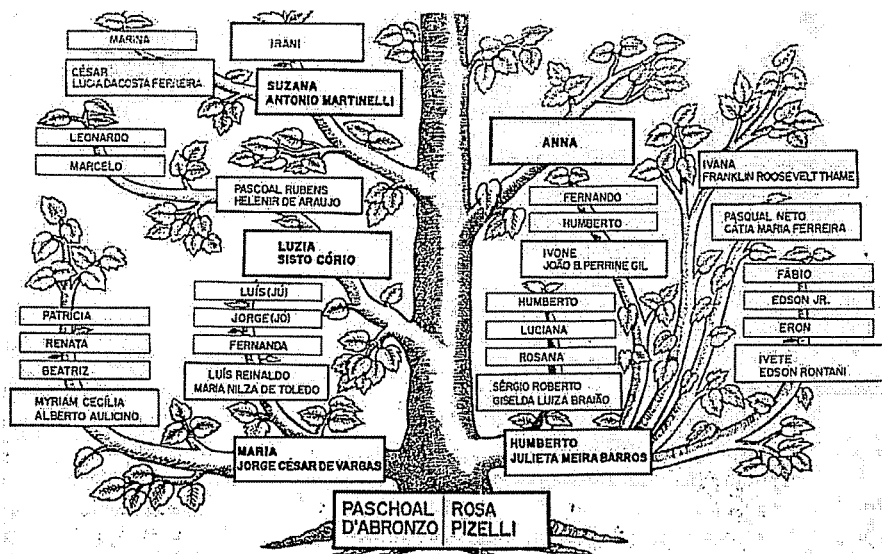 MARINA
IRANI
CÉSAR
LUCIA DA COSTA FERREIRA
SUZANA
ANTONIO MARTINELLI
LEONARDO
MARCELO
ANNA
IVANA
FRANKLIN ROOSEVELT THAME
PASCOAL RUBENS
HELENIR DE ARAUJO
FERNANDO
HUMBERTO
PASQUAL NETO
CÁTIA MARIA FERREIRA
LUZIA
SISTO CÓRIO
IVONE
JOÃO B. PERRINE GIL
FÁBIO
EDSON JR.
ERON
IVETE
EDSON RONTANI
LUÍS (JÚ)
JORGE (JÓ)
FERNANDA
LUÍS REINALDO
MARIA NILZA DE TOLEDO
HUMBERTO
LUCIANA
ROSANA
SÉRGIO ROBERTO
GISELDA LUIZA BRAIÃO
PATRÍCIA
RENATA
BEATRIZ
MYRIAM CECÍLIA
ALBERTO AULICINO
MARIA
JORGE CÉSAR DE VARGAS
HUMBERTO
JULIETA MEIRA BARROS
PASCHOAL
D'ABRONZO
ROSA
PIZELLI